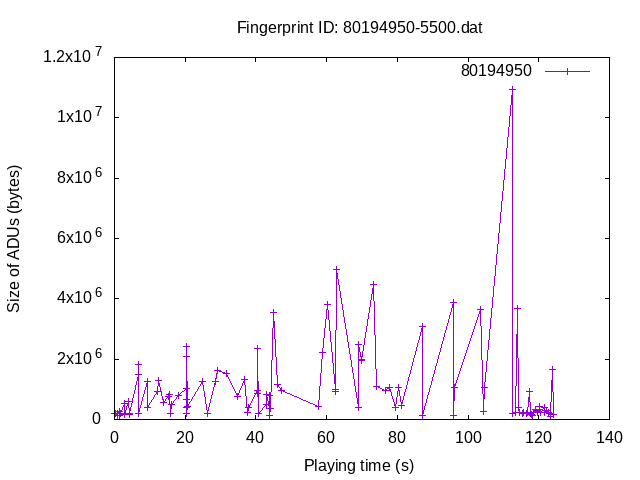 Fingerprint ID: 80194950-5500.dat
80194950
Size of ADUs (bytes)
1.2x10^7
1x10^7
8x10^6
6x10^6
4x10^6
2x10^6
0
0 20 40 60 80 100 120 140
Playing time (s)